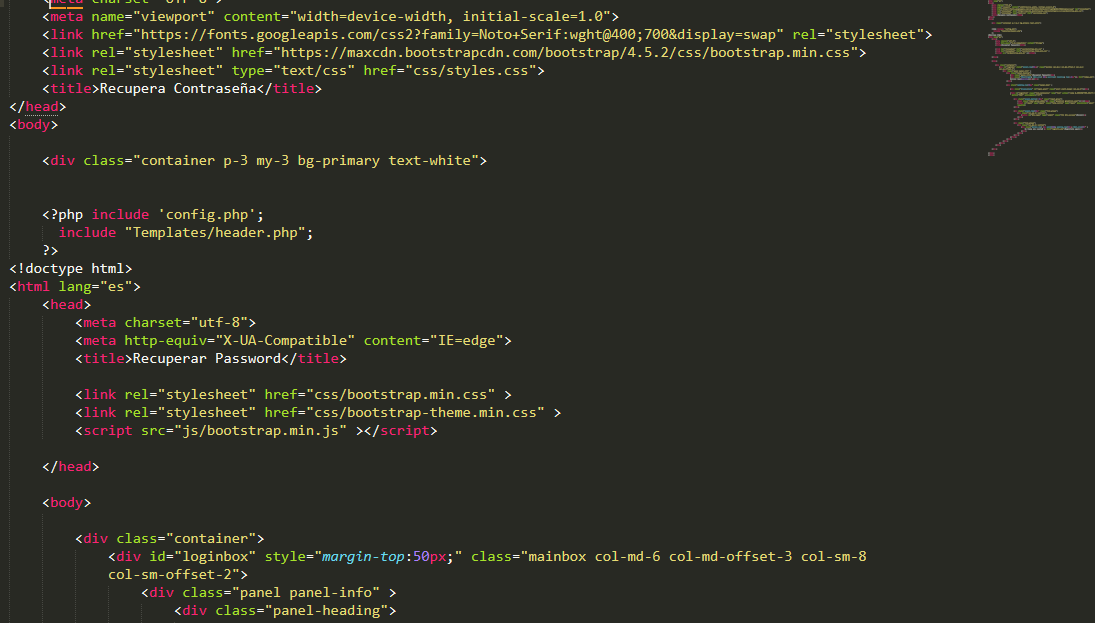 <meta charset="utf-8">
<meta name="viewport" content="width=device-width, initial-scale=1.0">
<link href="https://fonts.googleapis.com/css2?family=Noto+Serif:wght@400;700&display=swap" rel="stylesheet">
<link rel="stylesheet" href="https://maxcdn.bootstrapcdn.com/bootstrap/4.5.2/css/bootstrap.min.css">
<link rel="stylesheet" type="text/css" href="css/styles.css">
<title>Recupera Contraseña</title>
</head>
<body>
<div class="container p-3 my-3 bg-primary text-white">
<?php include 'config.php';
include "Templates/header.php";
?>
<!doctype html>
<html lang="es">
<head>
<meta charset="utf-8">
<meta http-equiv="X-UA-Compatible" content="IE=edge">
<title>Recuperar Password</title>
<link rel="stylesheet" href="css/bootstrap.min.css" >
<link rel="stylesheet" href="css/bootstrap-theme.min.css" >
<script src="js/bootstrap.min.js" ></script>
</head>
<body>
<div class="container">
<div id="loginbox" style="margin-top:50px;" class="mainbox col-md-6 col-md-offset-3 col-sm-8
col-sm-offset-2">
<div class="panel panel-info" >
<div class="panel-heading">